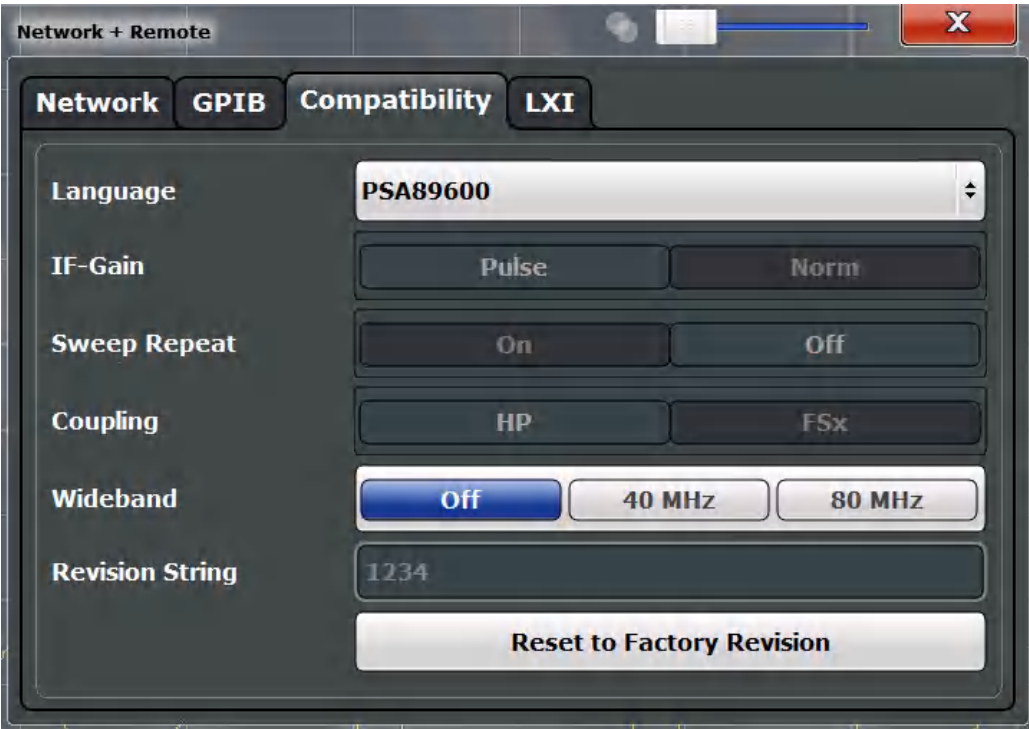 Network + Remote X
Network GPIB Compatibility LXI
Language PSA89600
IF-Gain Pulse Norm
Sweep Repeat On Off
Coupling HP FSx
Wideband Off 40 MHz 80 MHz
Revision String 1234
Reset to Factory Revision